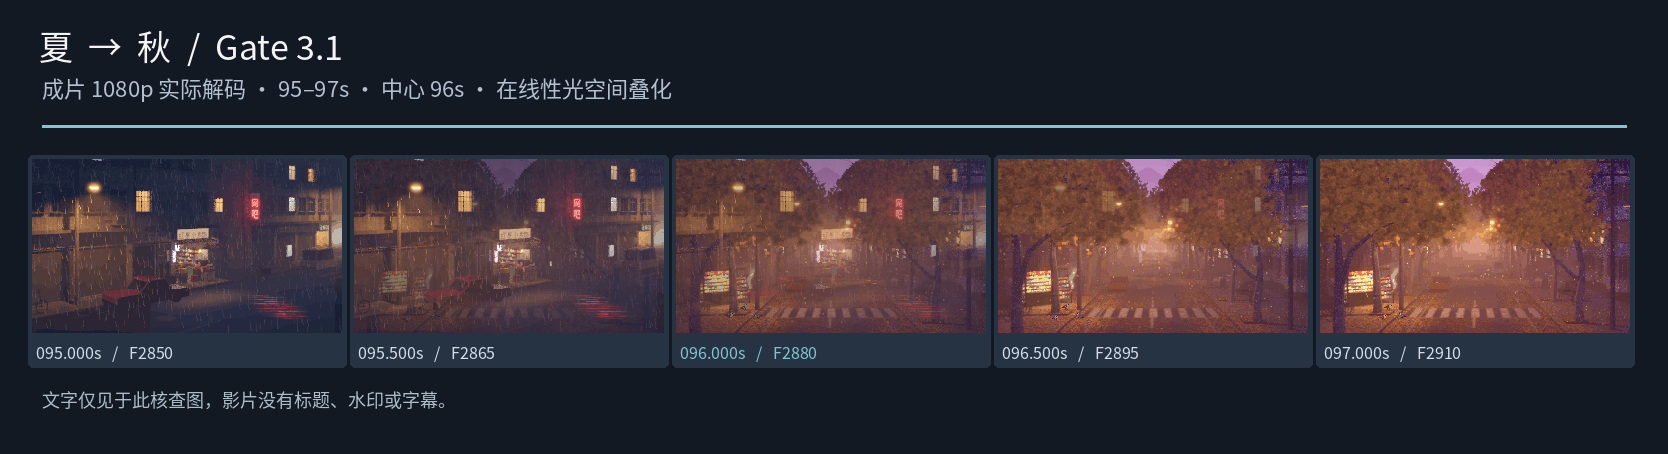 夏 → 秋 / Gate 3.1
成片 1080p 实际解码 · 95–97s · 中心 96s · 在线性光空间叠化
095.000s / F2850
095.500s / F2865
096.000s / F2880
096.500s / F2895
097.000s / F2910
文字仅见于此核查图，影片没有标题、水印或字幕。